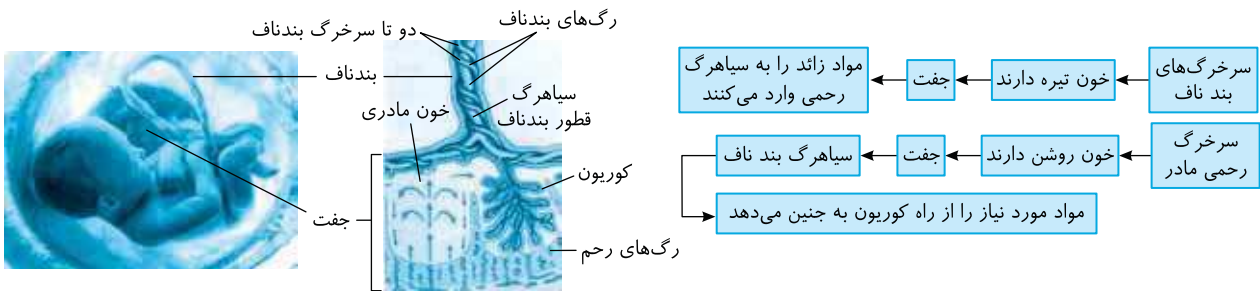 رگ‌های بندناف
دو تا سرخرگ بندناف
بندناف
سیاهرگ
قطور بندناف
خون مادری
کوریون
جفت
رگ‌های رحم
سرخرگ‌های
بند ناف
خون تیره دارند
جفت
مواد زائد را به سیاهرگ
رحمی وارد می‌کنند
سرخرگ
رحمی مادر
خون روشن دارند
جفت
سیاهرگ بند ناف
مواد مورد نیاز را از راه کوریون به جنین می‌دهد